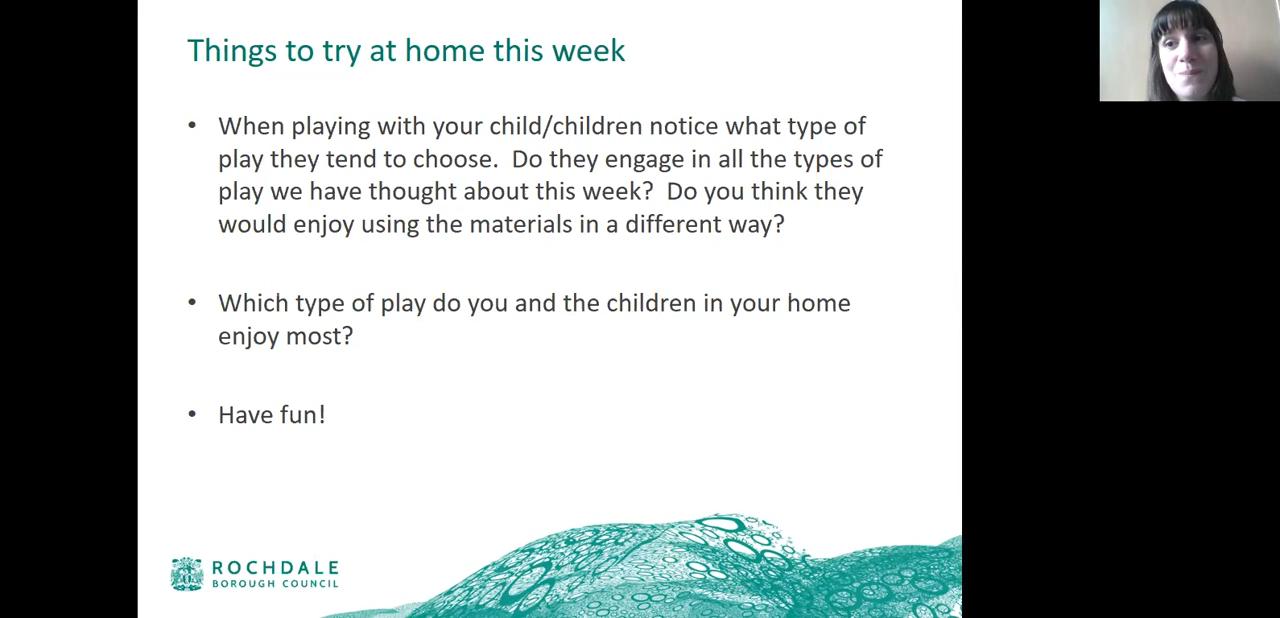 Things to try at home this week
• When playing with your child/children notice what type of
play they tend to choose.  Do they engage in all the types of
play we have thought about this week?  Do you think they
would enjoy using the materials in a different way?
• Which type of play do you and the children in your home
enjoy most?
• Have fun!
ROCHDALE
BOROUGH COUNCIL